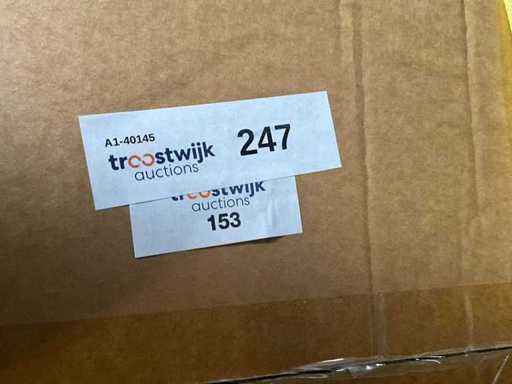 A1-40145
troostwijk 247
auctions
troostwijk
auctions
153